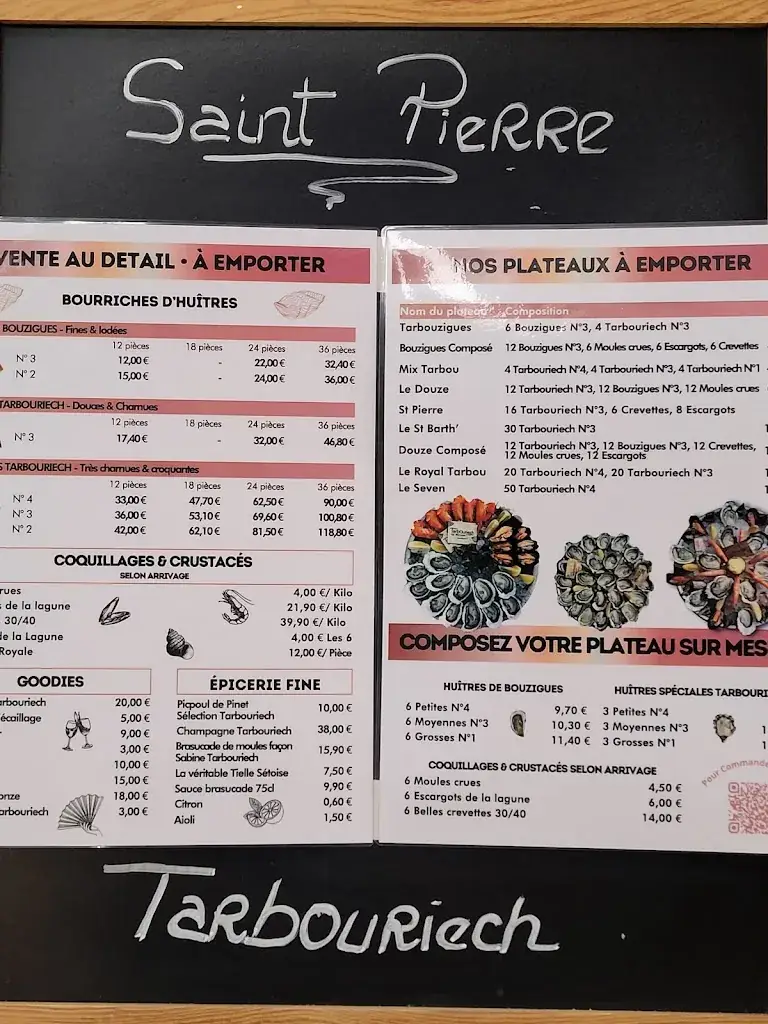 Saint Pierre
VENTE AU DETAIL • À EMPORTER
BOURRICHES D'HUÎTRES
BOUZIGUES - Fines & Iodées
12 pièces 18 pièces 24 pièces 36 pièces
N° 3 12,00 € - 22,00 € 32,40 €
N° 2 15,00 € - 24,00 € 36,00 €
TARBOURIECH - Douces & Charnues
12 pièces 18 pièces 24 pièces 36 pièces
N° 3 17,40 € - 32,00 € 46,80 €
TARBOURIECH - Très charnues & croquantes
12 pièces 18 pièces 24 pièces 36 pièces
N° 4 33,00 € 47,70 € 62,50 € 90,00 €
N° 3 36,00 € 53,10 € 69,60 € 100,80 €
N° 2 42,00 € 62,10 € 81,50 € 118,80 €
COQUILLAGES & CRUSTACÉS
SELON ARRIVAGE
rues 4,00 €/ Kilo
de la lagune 21,90 €/ Kilo
30/40 39,90 €/ Kilo
de la Lagune 4,00 € Les 6
Royale 12,00 €/ Pièce
GOODIES
arbouriech 20,00 €
écaillage 5,00 €
9,00 €
3,00 €
10,00 €
15,00 €
onze 18,00 €
arbouriech 3,00 €
ÉPICERIE FINE
Picpoul de Pinet
Sélection Tarbouriech 10,00 €
Champagne Tarbouriech 38,00 €
Brasucade de moules façon
Sabine Tarbouriech 15,90 €
La véritable Tielle Sétoise 7,50 €
Sauce brasucade 75cl 9,90 €
Citron 0,60 €
Aioli 1,50 €
NOS PLATEAUX À EMPORTER
Nom du plateau Composition
Tarbouzigues 6 Bouzigues N°3, 4 Tarbouriech N°3
Bouzigues Composé 12 Bouzigues N°3, 6 Moules crues, 6 Escargots, 6 Crevettes
Mix Tarbou 4 Tarbouriech N°4, 4 Tarbouriech N°3, 4 Tarbouriech N°1
Le Douze 12 Tarbouriech N°3, 12 Bouzigues N°3, 12 Moules crues
St Pierre 16 Tarbouriech N°3, 6 Crevettes, 8 Escargots
Le St Barth' 30 Tarbouriech N°3
Douze Composé 12 Tarbouriech N°3, 12 Bouzigues N°3, 12 Crevettes,
12 Moules crues, 12 Escargots
Le Royal Tarbou 20 Tarbouriech N°4, 20 Tarbouriech N°3
Le Seven 50 Tarbouriech N°4
Tarbouriech
COMPOSEZ VOTRE PLATEAU SUR MES
HUÎTRES DE BOUZIGUES
6 Petites N°4 9,70 €
6 Moyennes N°3 10,30 €
6 Grosses N°1 11,40 €
HUÎTRES SPÉCIALES TARBOURI
3 Petites N°4
3 Moyennes N°3
3 Grosses N°1
COQUILLAGES & CRUSTACÉS SELON ARRIVAGE
6 Moules crues 4,50 €
6 Escargots de la lagune 6,00 €
6 Belles crevettes 30/40 14,00 €
Pour Commande
Tarbouriech